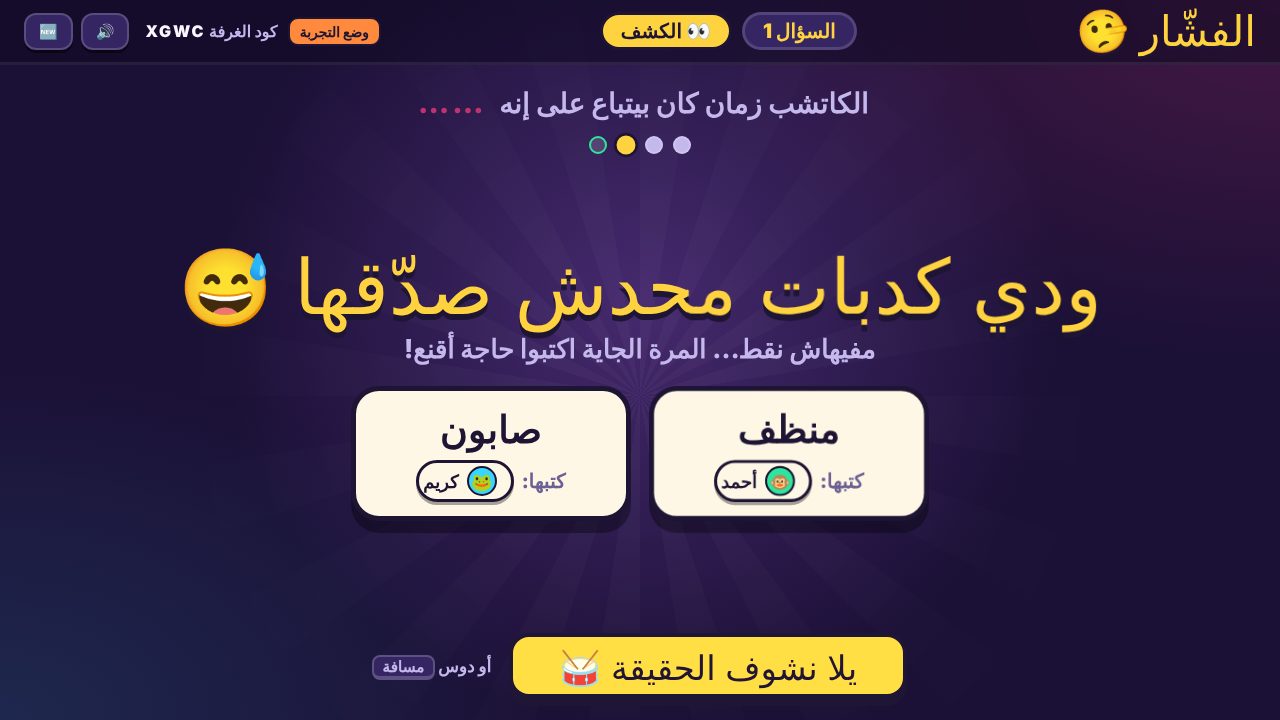 الفشّار
السؤال 1
الكشف
وضع التجربة
كود الغرفة XGWC
الكاتشب زمان كان بيتباع على إنه ......
ودي كدبات محدش صدّقها
مفيهاش نقط... المرة الجاية اكتبوا حاجة أقنع!
منظف
كتبها: أحمد
صابون
كتبها: كريم
يلا نشوف الحقيقة
أو دوس مسافة